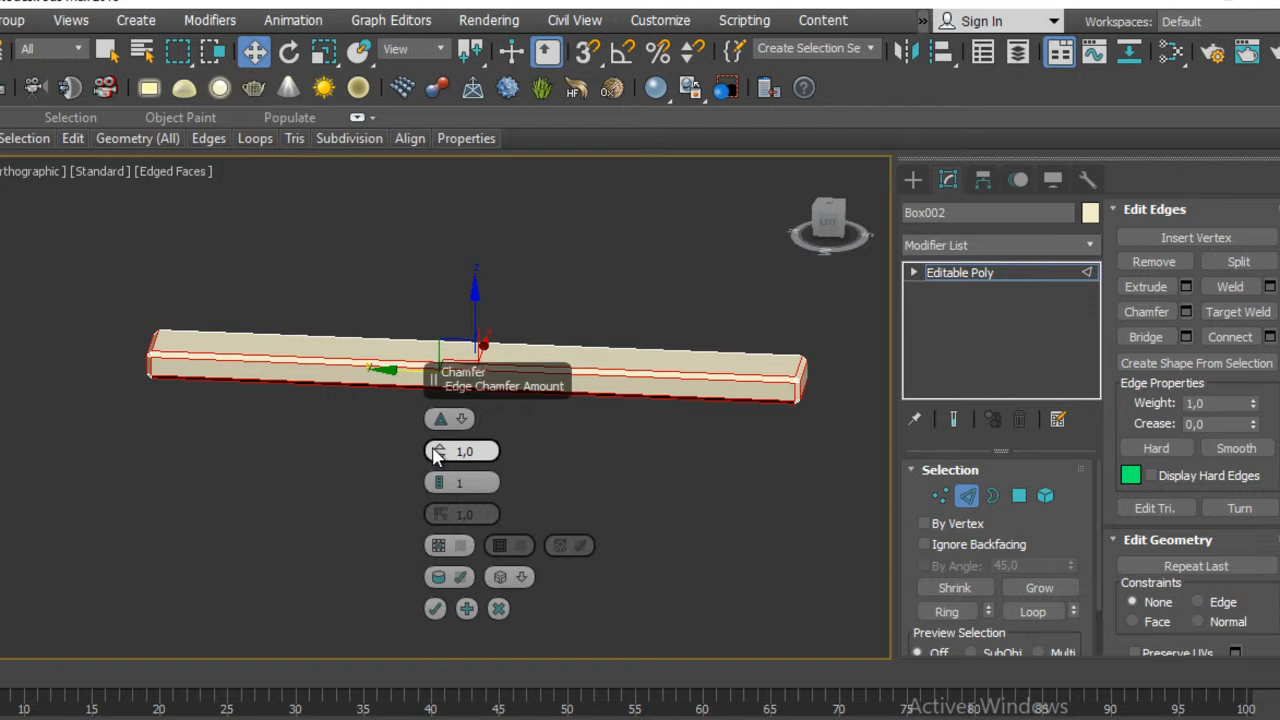 roup Views Create Modifiers Animation Graph Editors Rendering Civil View Customize Scripting Content » Sign In Workspaces: Default
All View 3 Create Selection Se
Selection Object Paint Populate
Selection Edit Geometry (All) Edges Loops Tris Subdivision Align Properties
rthographic ] [Standard ] [Edged Faces ]
LEFT
z
x
y
Chamfer
-Edge Chamfer Amount
1,0
1
1,0
Box002
Modifier List
Editable Poly
Selection
By Vertex
Ignore Backfacing
By Angle: 45,0
Shrink Grow
Ring Loop
Preview Selection
Off SubObj Multi
Edit Edges
Insert Vertex
Remove Split
Extrude Weld
Chamfer Target Weld
Bridge Connect
Create Shape From Selection
Edge Properties
Weight: 1,0
Crease: 0,0
Hard Smooth
Display Hard Edges
Edit Tri. Turn
Edit Geometry
Repeat Last
Constraints
None Edge
Face Normal
Preserve UVs
10 15 20 25 30 35 40 45 50 55 60 65 70 75 80 85 90 95 100